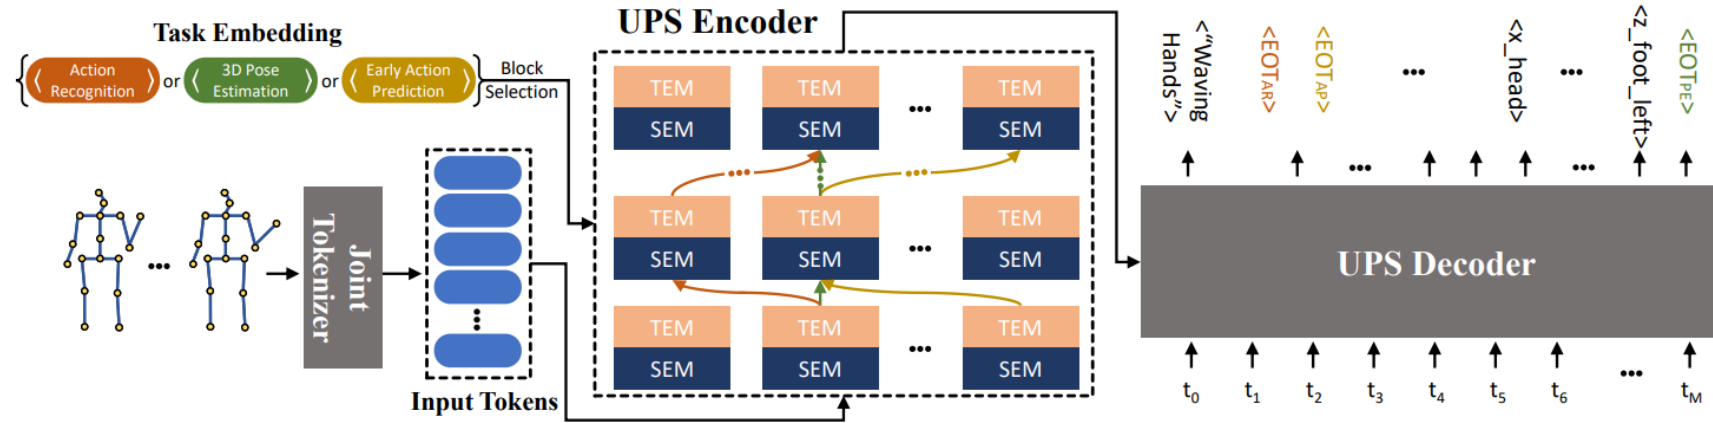 Task Embedding
UPS Encoder
Action
Recognition
or
3D Pose
Estimation
or
Early Action
Prediction
Block
Selection
Joint
Tokenizer
Input Tokens
TEM TEM ... TEM
SEM SEM ... SEM
TEM TEM TEM
SEM SEM ... SEM
TEM TEM TEM
SEM SEM ... SEM
<"Waving
Hands">
<EOTAR>
<EOTAP>
...
<x_head>
...
<z_foot_left>
<EOTPE>
UPS Decoder
t0 t1 t2 t3 t4 t5 t6 ... tM